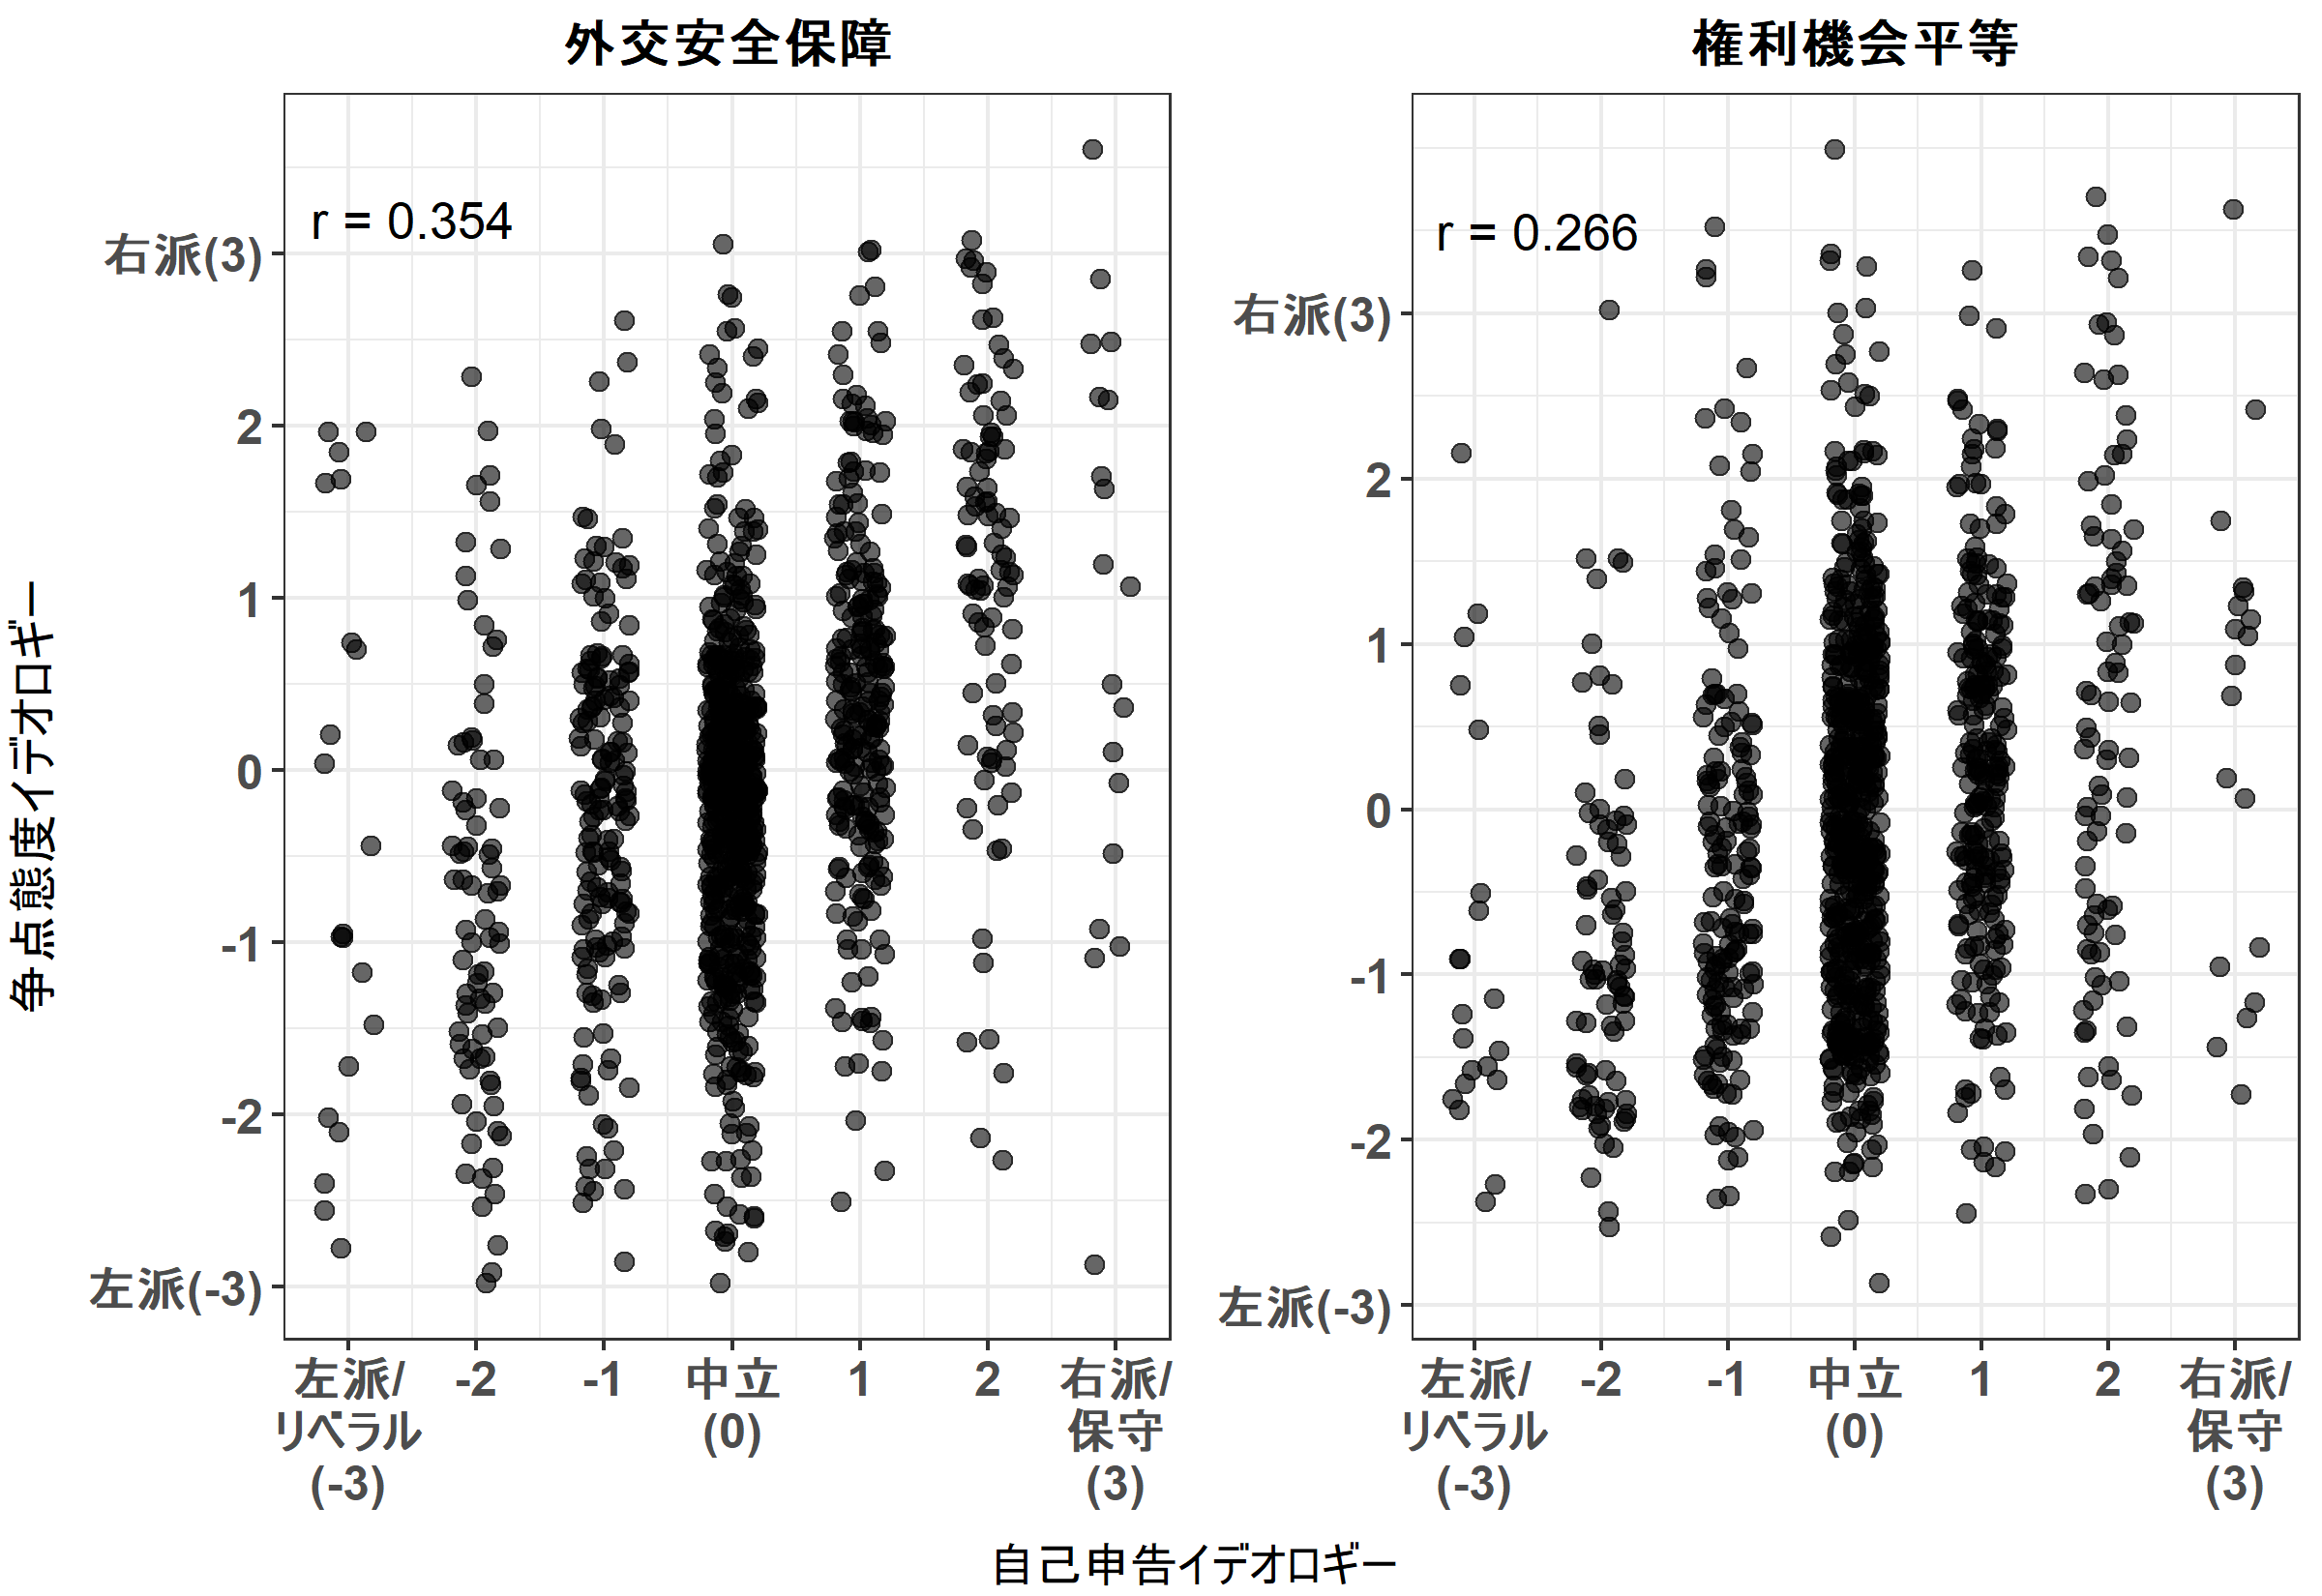 外交安全保障
権利機会平等
争点態度イデオロギー
r = 0.354
右派(3)
2
1
0
-1
-2
左派(-3)
左派/
リベラル
(-3)
-2
-1
中立
(0)
1
2
右派/
保守
(3)
r = 0.266
右派(3)
2
1
0
-1
-2
左派(-3)
左派/
リベラル
(-3)
-2
-1
中立
(0)
1
2
右派/
保守
(3)
自己申告イデオロギー